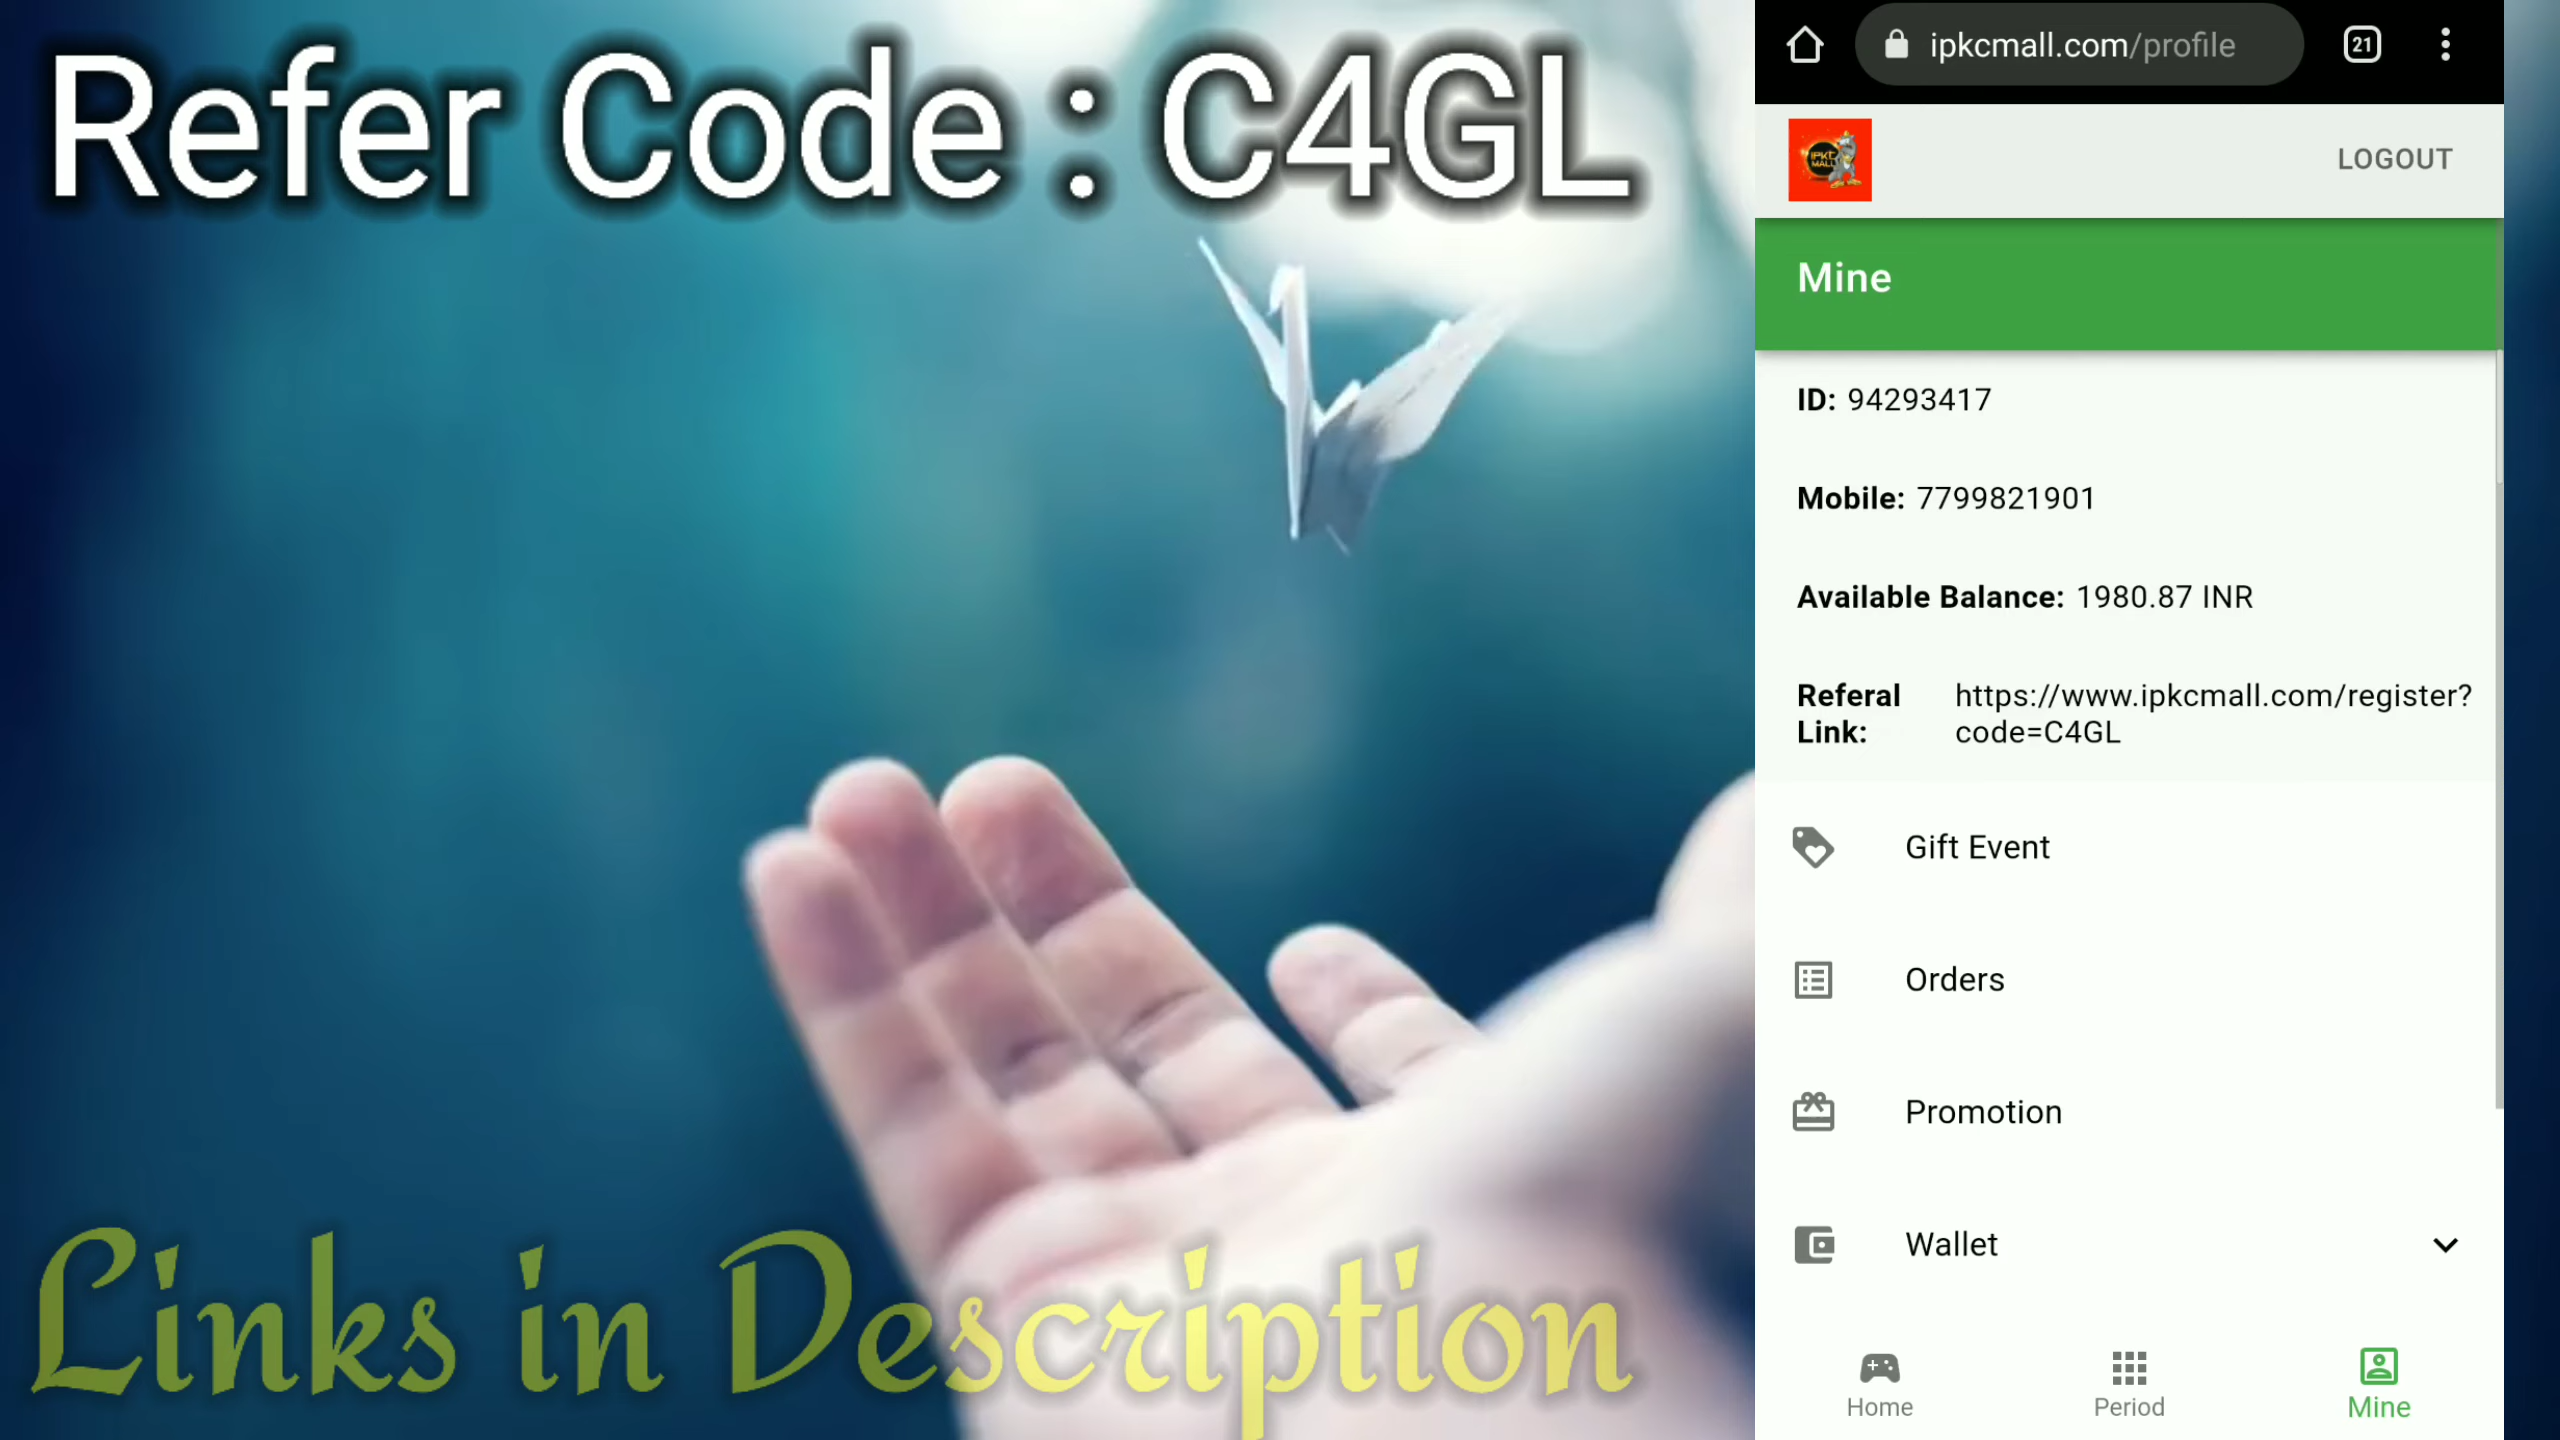 Refer Code : C4GL
Links in Description
ipkcmall.com/profile
21
IPKC
MALL
LOGOUT
Mine
ID: 94293417
Mobile: 7799821901
Available Balance: 1980.87 INR
Referal Link: https://www.ipkcmall.com/register?code=C4GL
Gift Event
Orders
Promotion
Wallet
Home
Period
Mine